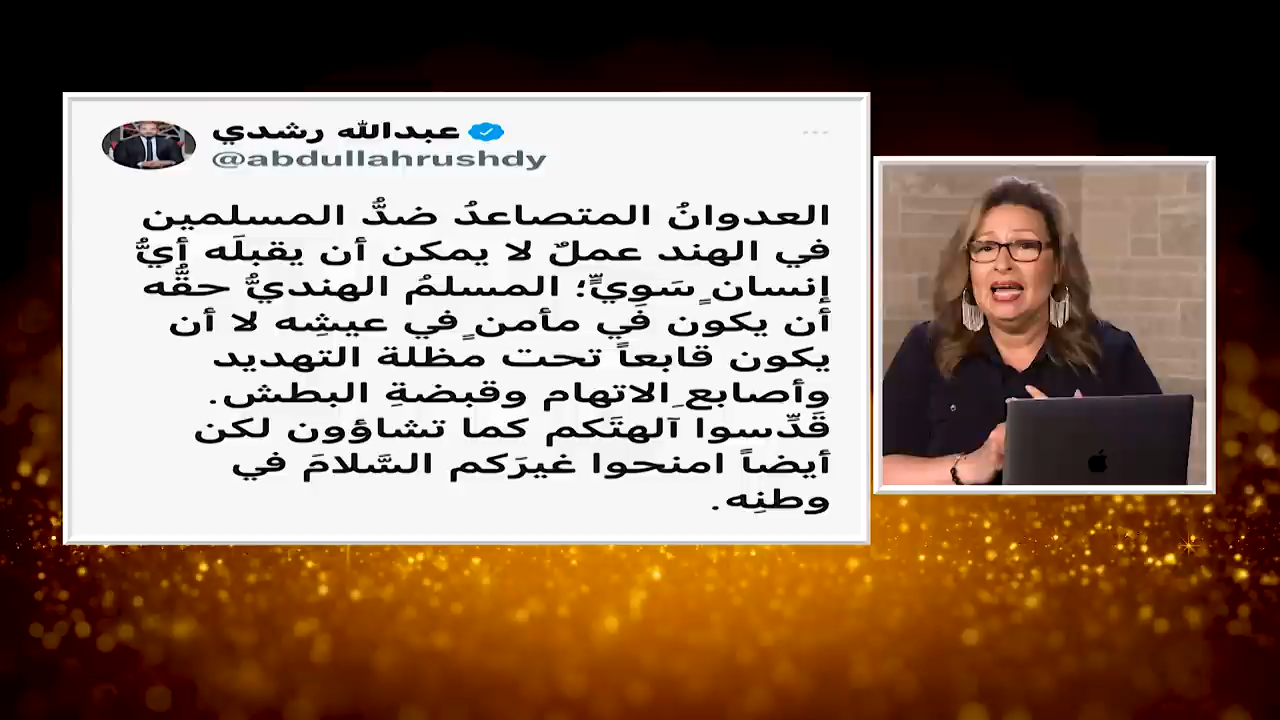 عبدالله رشدي
@abdullahrushdy
العدوانُ المتصاعدُ ضدُّ المسلمين
في الهند عملٌ لا يمكن أن يقبلَه أيُّ
إنسانٍ سَوِيٍّ؛ المسلمُ الهنديُّ حقُّه
أن يكون في مأمنٍ في عيشِه لا أن
يكون قابعاً تحت مظلة التهديد
وأصابعِ الاتهام وقبضةِ البطش.
قَدِّسوا آلهتَكم كما تشاؤون لكن
أيضاً امنحوا غيرَكم السَّلامَ في
وطنِه.